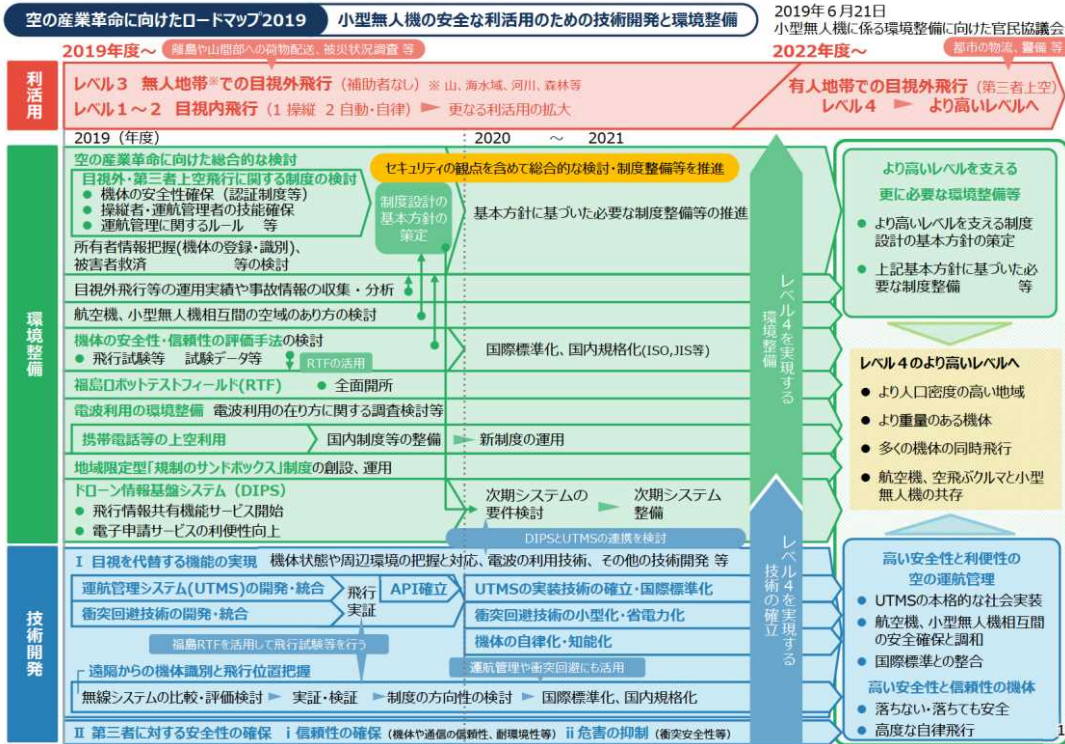 空の産業革命に向けたロードマップ2019
小型無人機の安全な利活用のための技術開発と環境整備
2019年6月21日
小型無人機に係る環境整備に向けた官民協議会
2019年度～
離島や山間部への荷物配送、被災状況調査 等
2022年度～
都市の物流、警備 等
利活用
レベル3 無人地帯※での目視外飛行（補助者なし）※ 山、海水域、河川、森林等
レベル1～2 目視内飛行（1 操縦 2 自動・自律） 更なる利活用の拡大
有人地帯での目視外飛行（第三者上空）
レベル4 より高いレベルへ
2019（年度）
2020 ～ 2021
環境整備
空の産業革命に向けた総合的な検討
セキュリティの観点を含めて総合的な検討・制度整備等を推進
目視外・第三者上空飛行に関する制度の検討
● 機体の安全性確保（認証制度等）
● 操縦者・運航管理者の技能確保
● 運航管理に関するルール 等
制度設計の
基本方針の
策定
基本方針に基づいた必要な制度整備等の推進
所有者情報把握(機体の登録・識別)、
被害者救済 等の検討
目視外飛行等の運用実績や事故情報の収集・分析
航空機、小型無人機相互間の空域のあり方の検討
機体の安全性・信頼性の評価手法の検討
● 飛行試験等 試験データ等
RTFの活用
国際標準化、国内規格化(ISO,JIS等)
福島ロボットテストフィールド(RTF) ● 全面開所
電波利用の環境整備 電波利用の在り方に関する調査検討等
携帯電話等の上空利用
国内制度等の整備
新制度の運用
地域限定型「規制のサンドボックス」制度の創設、運用
ドローン情報基盤システム（DIPS）
● 飛行情報共有機能サービス開始
● 電子申請サービスの利便性向上
次期システムの
要件検討
次期システム
整備
DIPSとUTMSの連携を検討
レベル4を実現する
環境整備
より高いレベルを支える
更に必要な環境整備等
● より高いレベルを支える制度
設計の基本方針の策定
● 上記基本方針に基づいた必
要な制度整備 等
レベル4のより高いレベルへ
● より人口密度の高い地域
● より重量のある機体
● 多くの機体の同時飛行
● 航空機、空飛ぶクルマと小型
無人機の共存
技術開発
Ⅰ 目視を代替する機能の実現 機体状態や周辺環境の把握と対応、電波の利用技術、その他の技術開発 等
運航管理システム(UTMS)の開発・統合
飛行
実証
API確立
UTMSの実装技術の確立・国際標準化
衝突回避技術の開発・統合
衝突回避技術の小型化・省電力化
機体の自律化・知能化
福島RTFを活用して飛行試験等を行う
運航管理や衝突回避にも活用
遠隔からの機体識別と飛行位置把握
無線システムの比較・評価検討
実証・検証
制度の方向性の検討
国際標準化、国内規格化
Ⅱ 第三者に対する安全性の確保 ⅰ 信頼性の確保（機体や通信の信頼性、耐環境性等）ⅱ 危害の抑制（衝突安全性等）
レベル4を実現する
技術の確立
高い安全性と利便性の
空の運航管理
● UTMSの本格的な社会実装
● 航空機、小型無人機相互間
の安全確保と調和
● 国際標準との整合
高い安全性と信頼性の機体
● 落ちない・落ちても安全
● 高度な自律飛行
1